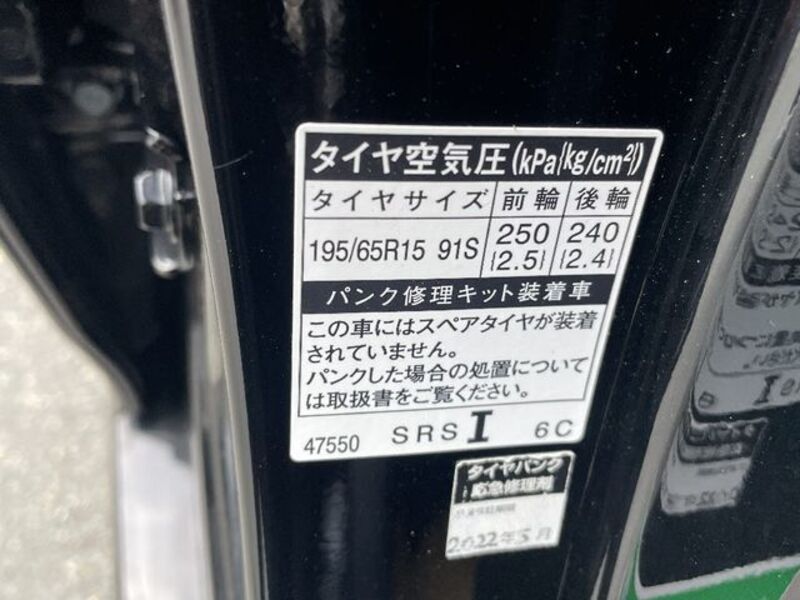 タイヤ空気圧(kPa{kg/cm²})
タイヤサイズ 前輪 後輪
195/65R15 91S 250 {2.5} 240 {2.4}
パンク修理キット装着車
この車にはスペアタイヤが装着
されていません。
パンクした場合の処置について
は取扱書をご覧ください。
47550 SRS I 6C
タイヤパンク
応急修理剤
2022年5月